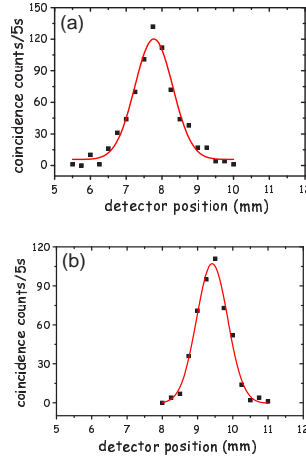 (a)
coincidence counts/5s
150
120
90
60
30
0
5 6 7 8 9 10 11 12
detector position (mm)
(b)
coincidence counts/5s
120
90
60
30
0
5 6 7 8 9 10 11 12
detector position (mm)